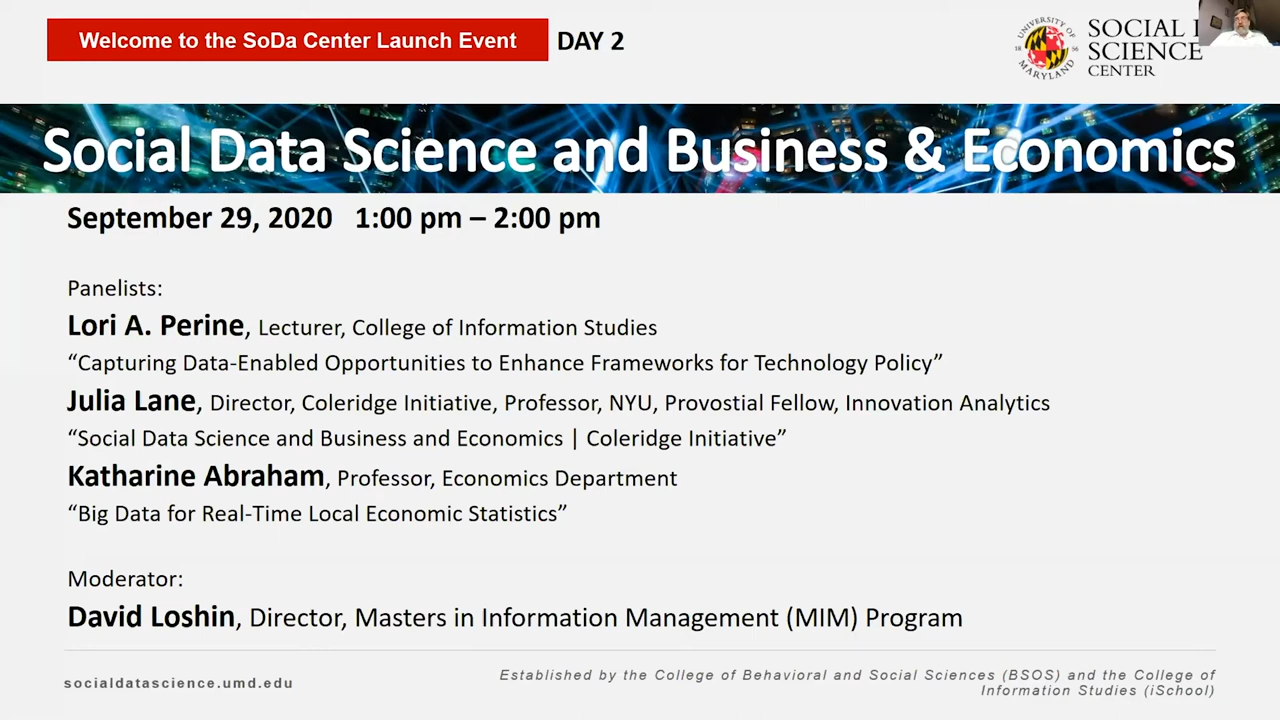 Welcome to the SoDa Center Launch Event DAY 2
UNIVERSITY OF MARYLAND 18 56
SOCIAL
SCIENCE
CENTER
Social Data Science and Business & Economics
September 29, 2020 1:00 pm – 2:00 pm
Panelists:
Lori A. Perine, Lecturer, College of Information Studies
“Capturing Data-Enabled Opportunities to Enhance Frameworks for Technology Policy”
Julia Lane, Director, Coleridge Initiative, Professor, NYU, Provostial Fellow, Innovation Analytics
“Social Data Science and Business and Economics | Coleridge Initiative”
Katharine Abraham, Professor, Economics Department
“Big Data for Real-Time Local Economic Statistics”
Moderator:
David Loshin, Director, Masters in Information Management (MIM) Program
socialdatascience.umd.edu
Established by the College of Behavioral and Social Sciences (BSOS) and the College of
Information Studies (iSchool)